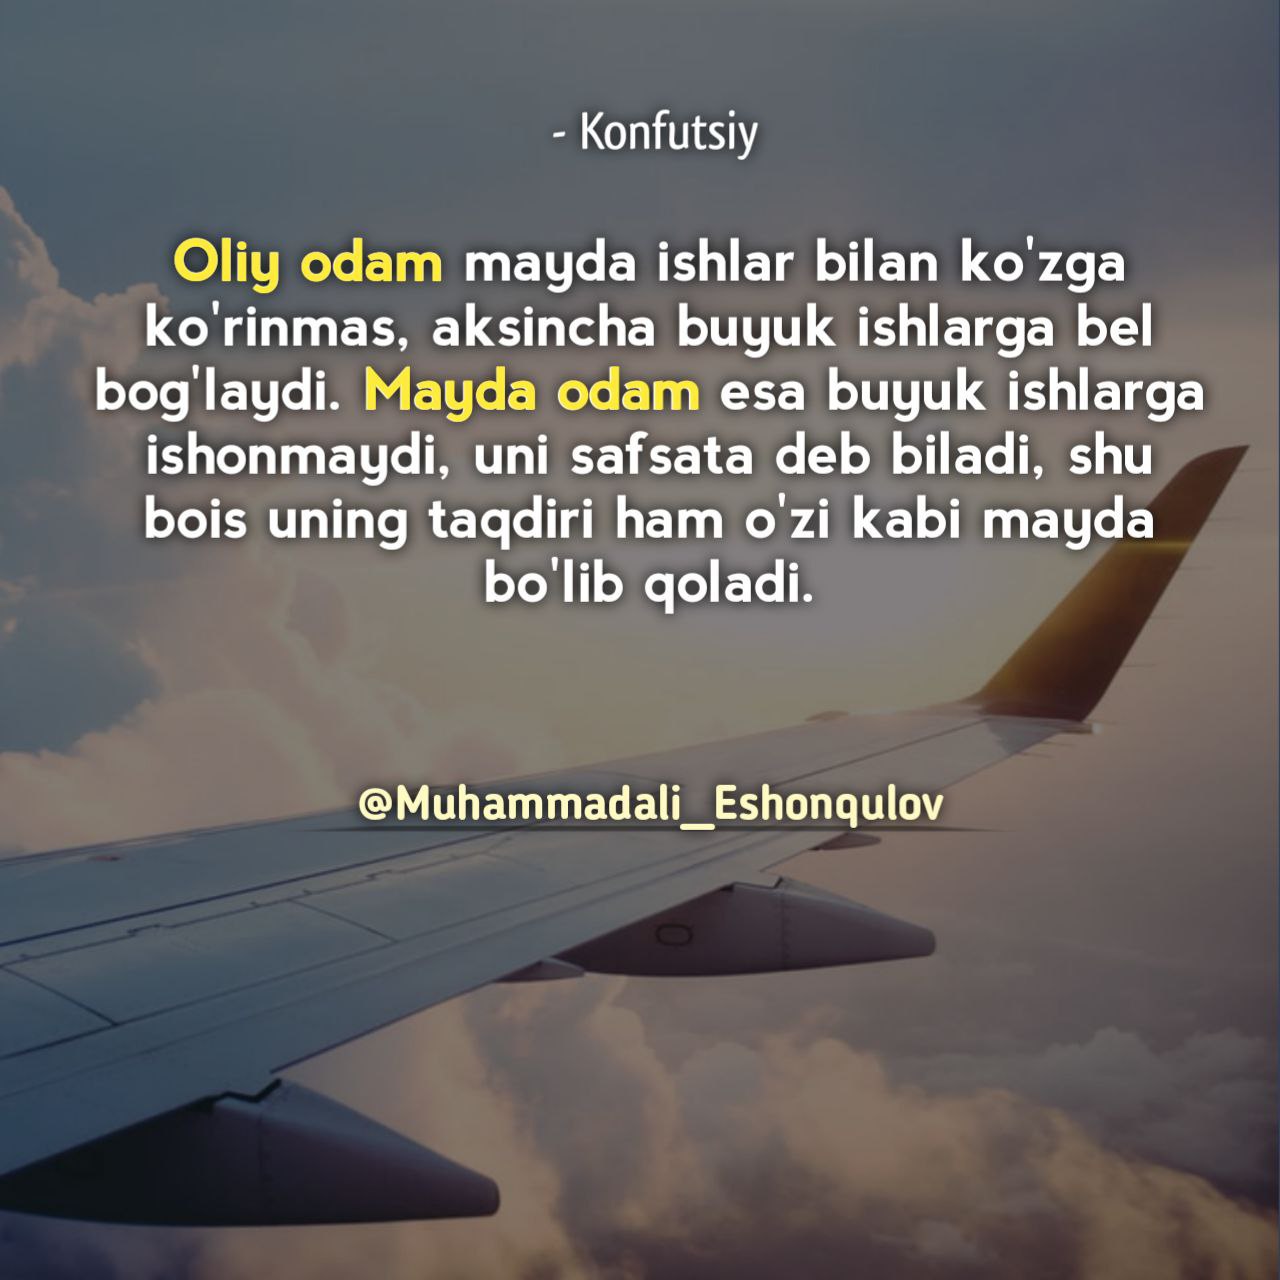 - Konfutsiy
Oliy odam mayda ishlar bilan ko'zga
ko'rinmas, aksincha buyuk ishlarga bel
bog'laydi. Mayda odam esa buyuk ishlarga
ishonmaydi, uni safsata deb biladi, shu
bois uning taqdiri ham o'zi kabi mayda
bo'lib qoladi.
@Muhammadali_Eshonqulov